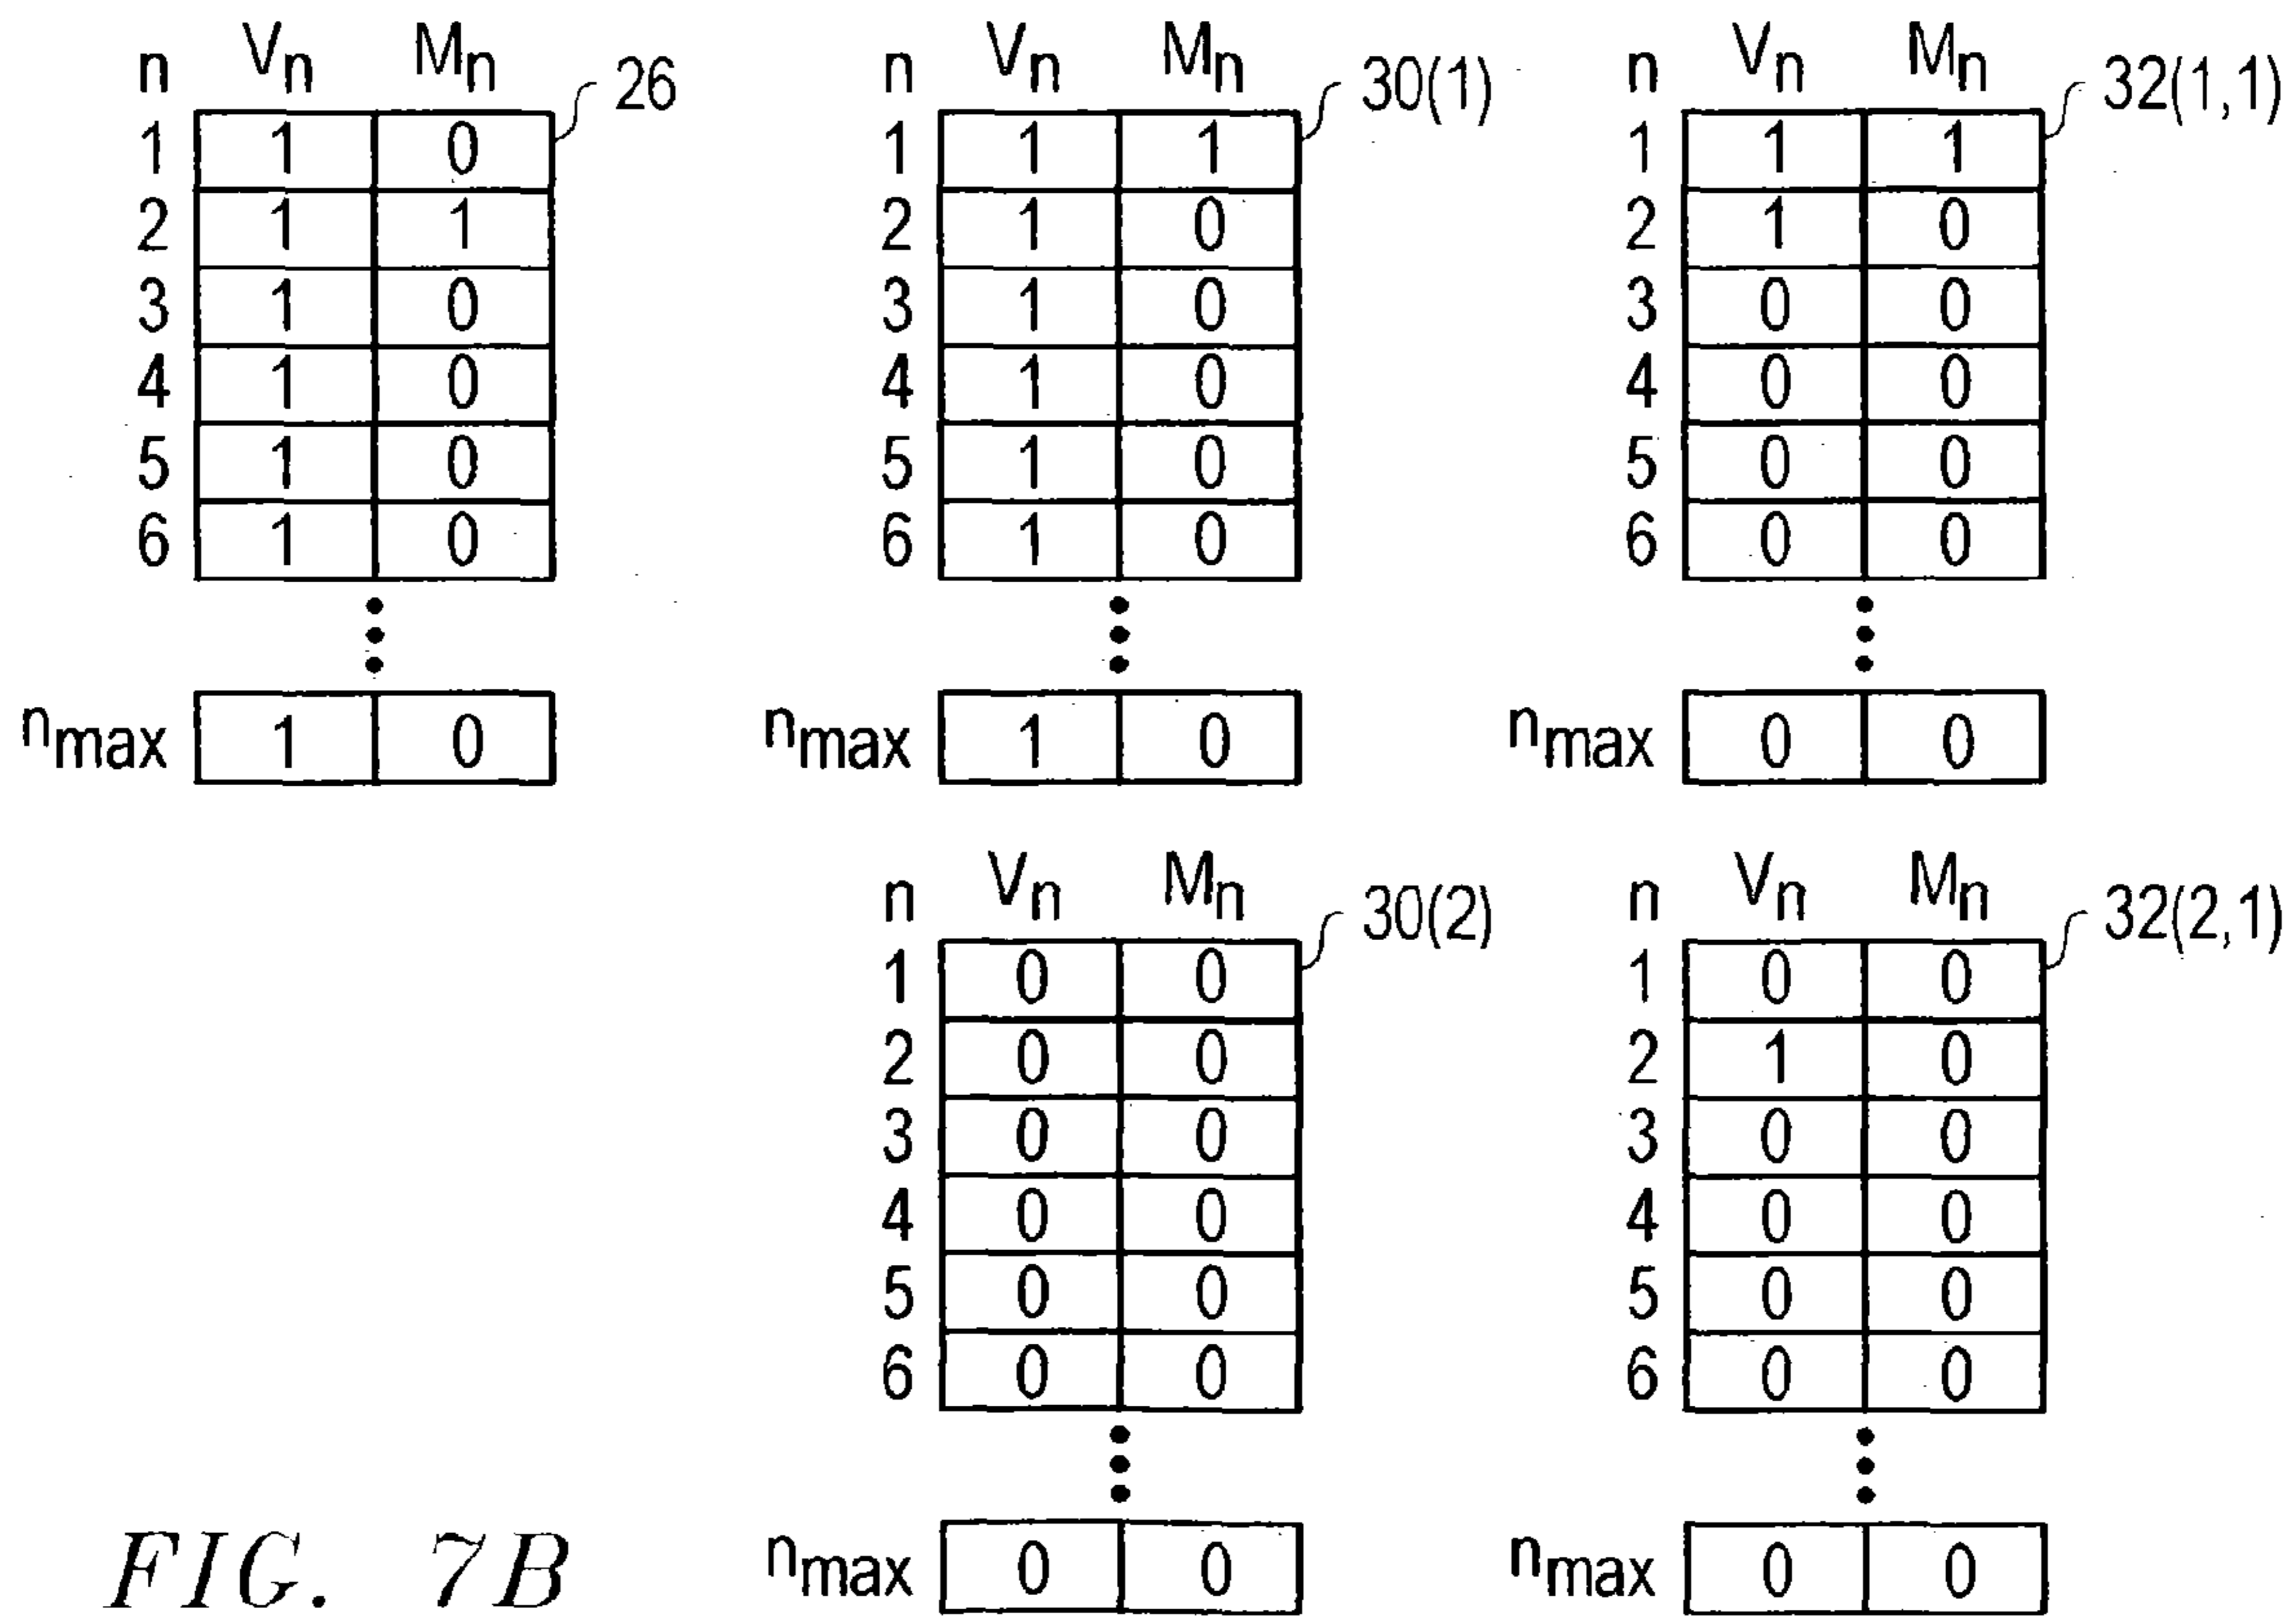 n Vn Mn 26
1 1 0
2 1 1
3 1 0
4 1 0
5 1 0
6 1 0
nmax 1 0
n Vn Mn 30(1)
1 1 1
2 1 0
3 1 0
4 1 0
5 1 0
6 1 0
nmax 1 0
n Vn Mn 32(1,1)
1 1 1
2 1 0
3 0 0
4 0 0
5 0 0
6 0 0
nmax 0 0
n Vn Mn 30(2)
1 0 0
2 0 0
3 0 0
4 0 0
5 0 0
6 0 0
nmax 0 0
n Vn Mn 32(2,1)
1 0 0
2 1 0
3 0 0
4 0 0
5 0 0
6 0 0
nmax 0 0
FIG. 7B